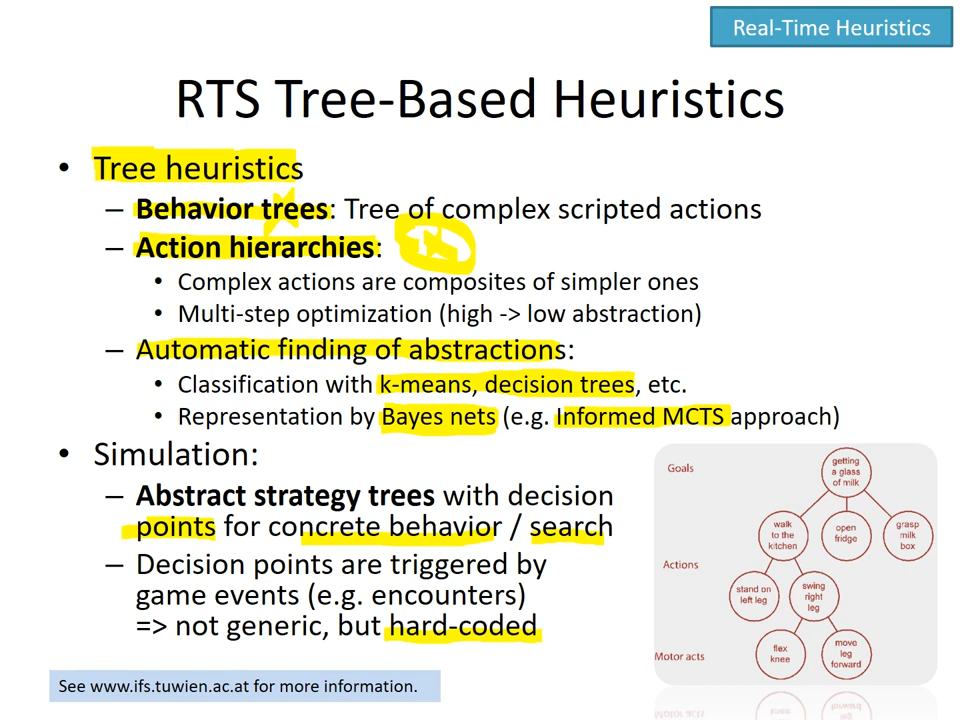 Real-Time Heuristics
RTS Tree-Based Heuristics
• Tree heuristics
– Behavior trees: Tree of complex scripted actions
– Action hierarchies:
• Complex actions are composites of simpler ones
• Multi-step optimization (high -> low abstraction)
– Automatic finding of abstractions:
• Classification with k-means, decision trees, etc.
• Representation by Bayes nets (e.g. Informed MCTS approach)
• Simulation:
– Abstract strategy trees with decision
points for concrete behavior / search
– Decision points are triggered by
game events (e.g. encounters)
=> not generic, but hard-coded
Goals
getting
a glass
of milk
walk
to the
kitchen
open
fridge
grasp
milk
box
Actions
stand on
left leg
swing
right
leg
Motor acts
flex
knee
move
leg
forward
See www.ifs.tuwien.ac.at for more information.